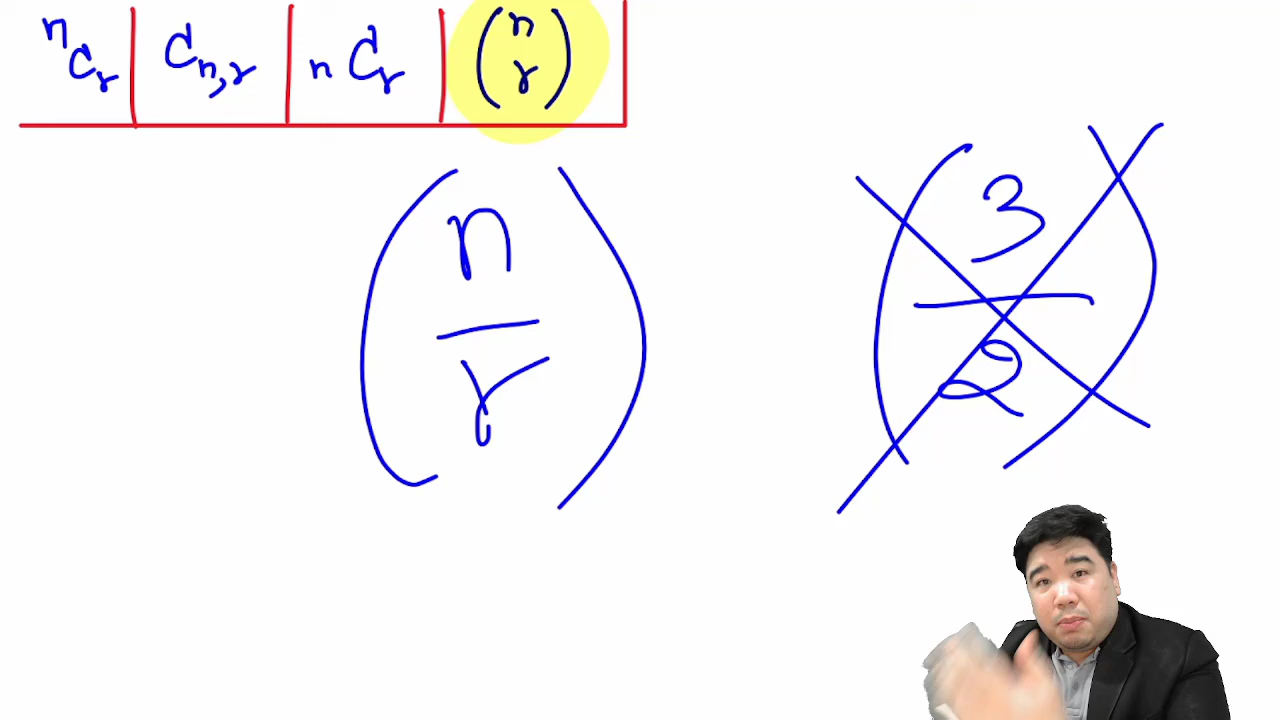 ⁿCᵣ | Cₙ,ᵣ | ₙCᵣ | (n
r)
(n
—
r)
(3
—
2)